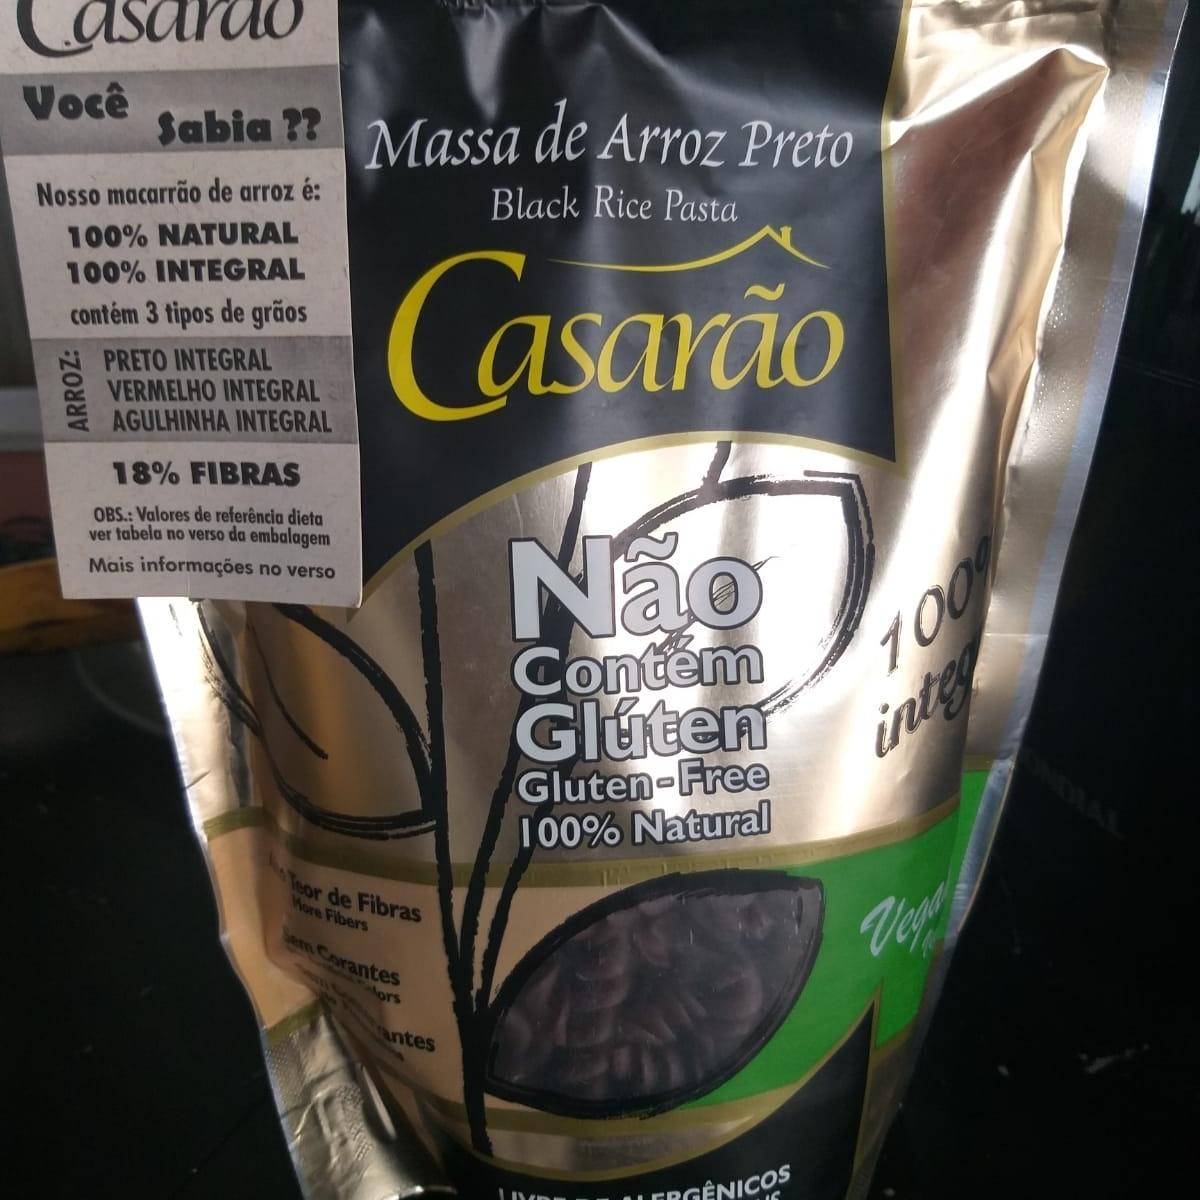 Casarão
Você
Sabia ??
Nosso macarrão de arroz é:
100% NATURAL
100% INTEGRAL
contém 3 tipos de grãos
ARROZ:
PRETO INTEGRAL
VERMELHO INTEGRAL
AGULHINHA INTEGRAL
18% FIBRAS
OBS.: Valores de referência dieta
ver tabela no verso da embalagem
Mais informações no verso
Massa de Arroz Preto
Black Rice Pasta
Casarão
Não
Contém
Glúten
Gluten-Free
100% Natural
Teor de Fibras
More Fibers
Sem Corantes
LIVRE DE ALERGÊNICOS